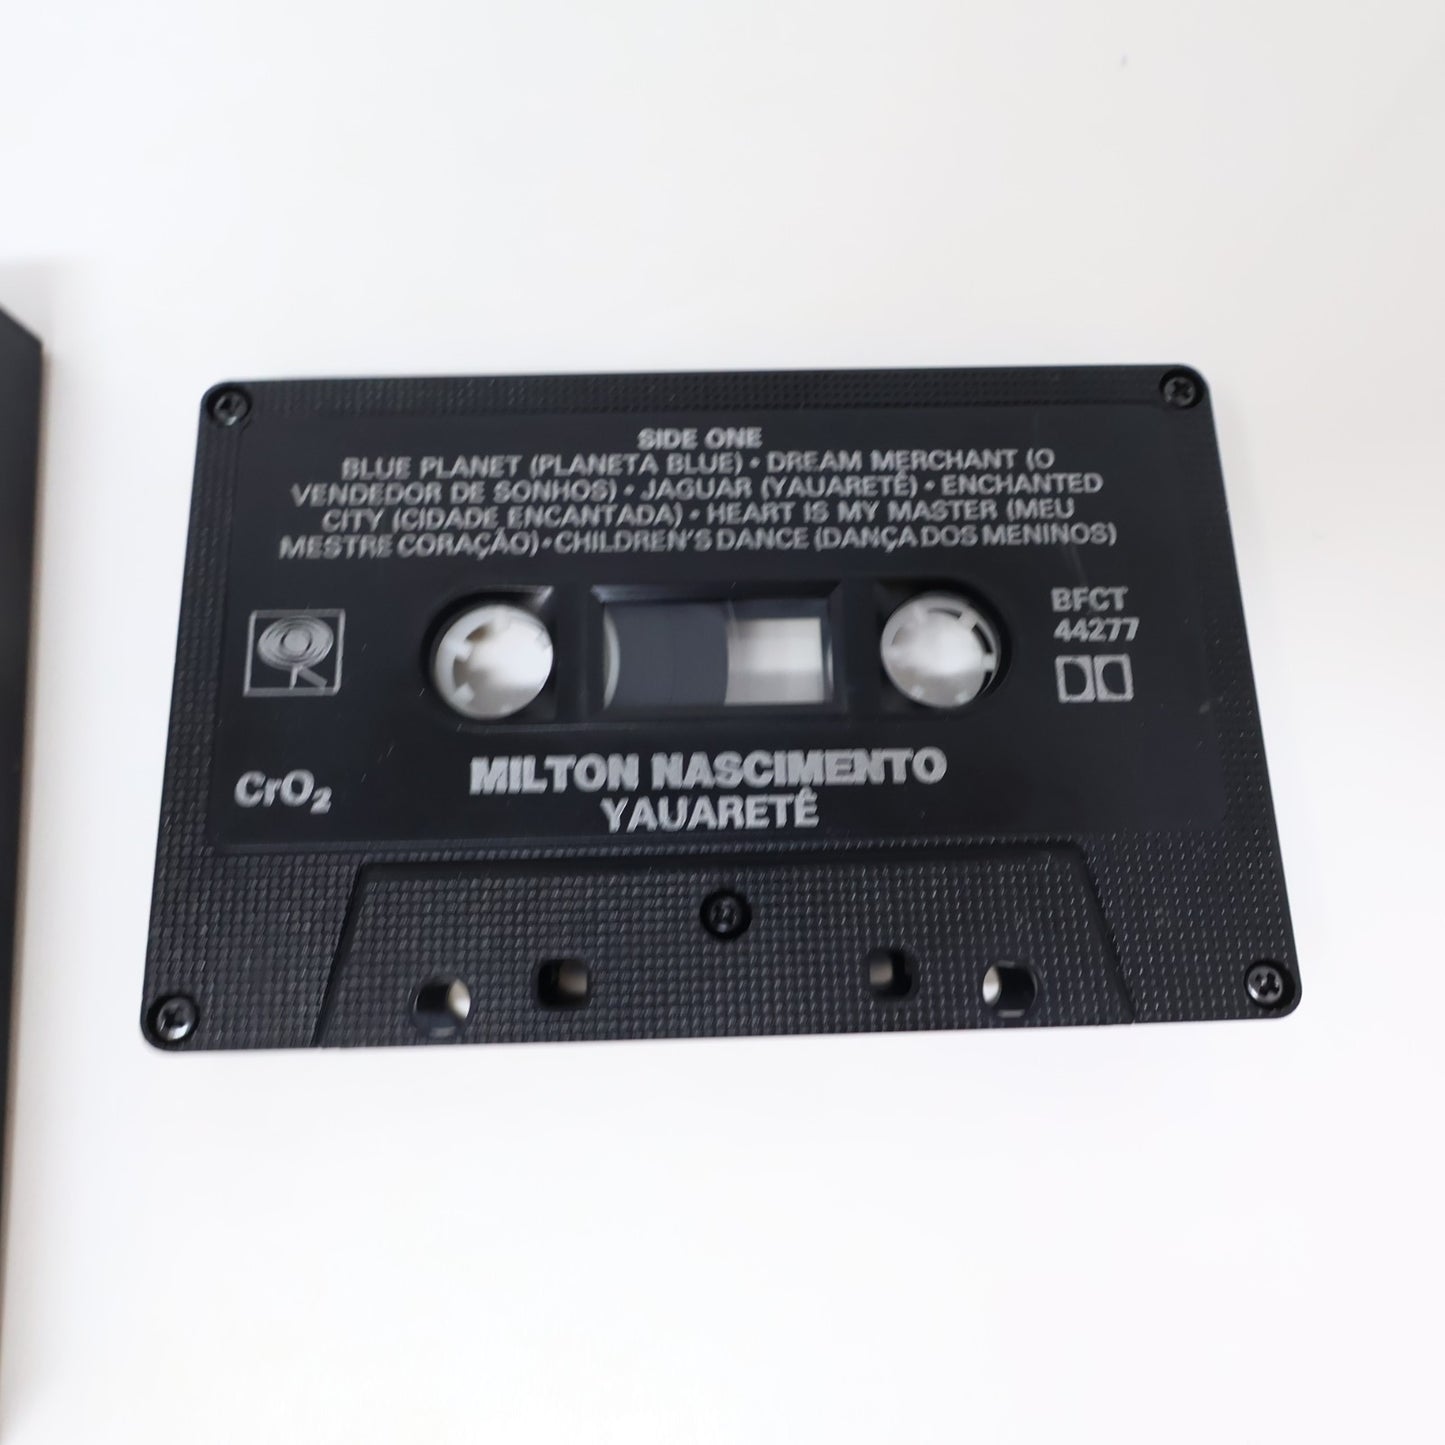 SIDE ONE
BLUE PLANET (PLANETA BLUE) • DREAM MERCHANT (O
VENDEDOR DE SONHOS) • JAGUAR (YAUARETÊ) • ENCHANTED
CITY (CIDADE ENCANTADA) • HEART IS MY MASTER (MEU
MESTRE CORAÇÃO) • CHILDREN'S DANCE (DANÇA DOS MENINOS)
BFCT
44277
CrO₂
MILTON NASCIMENTO
YAUARETÊ